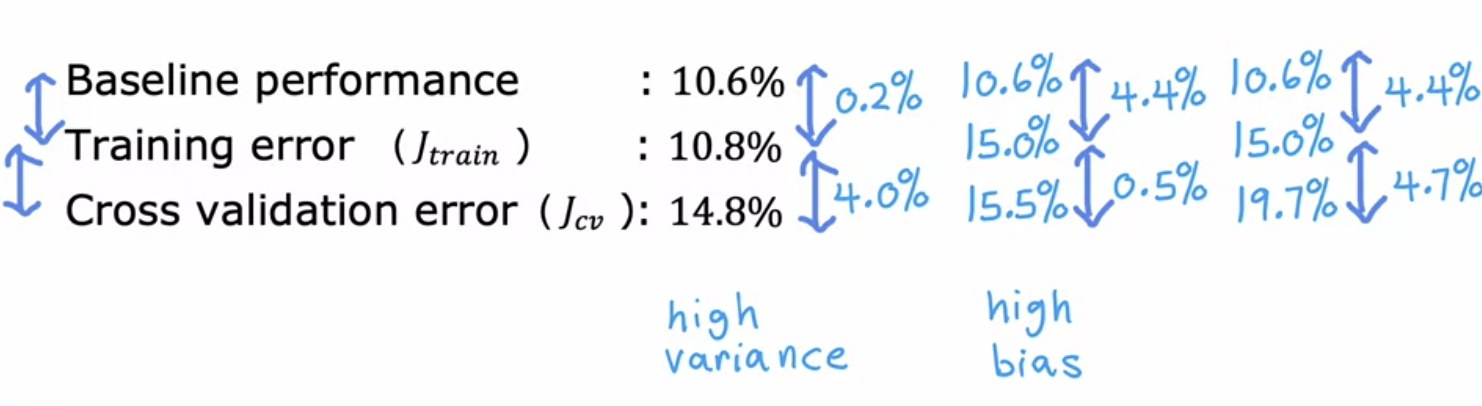 Baseline performance : 10.6% 0.2% 10.6% 4.4% 10.6% 4.4%
Training error (J_train) : 10.8% 15.0% 15.0%
Cross validation error (J_cv): 14.8% 4.0% 15.5% 0.5% 19.7% 4.7%
high high
variance bias